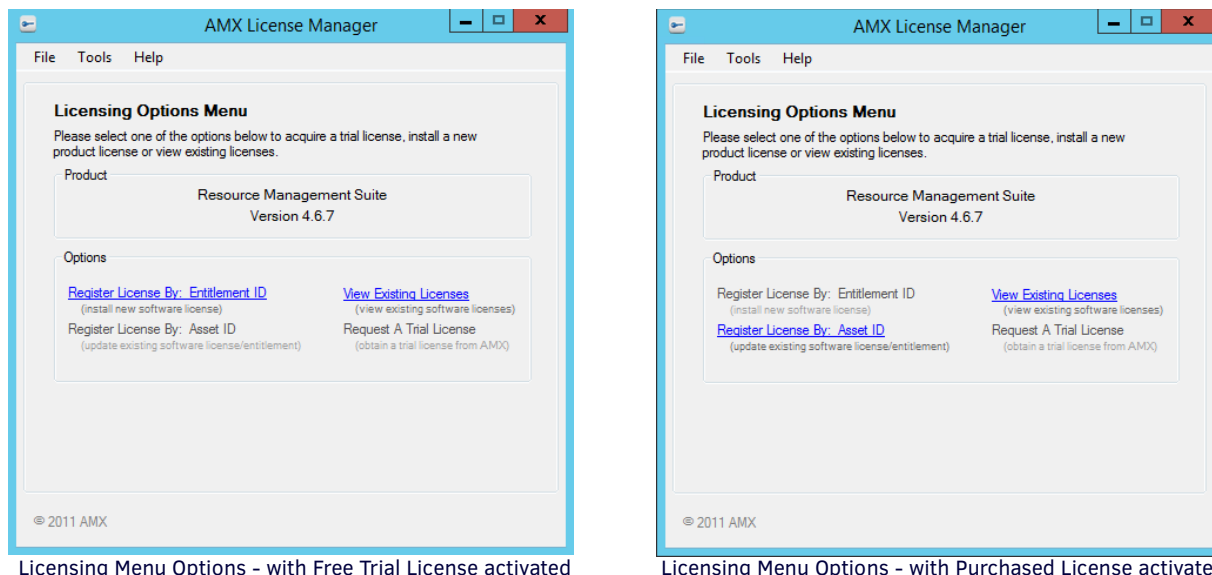 AMX License Manager
File Tools Help
Licensing Options Menu
Please select one of the options below to acquire a trial license, install a new
product license or view existing licenses.
Product
Resource Management Suite
Version 4.6.7
Options
Register License By: Entitlement ID
(install new software license)
View Existing Licenses
(view existing software licenses)
Register License By: Asset ID
(update existing software license/entitlement)
Request A Trial License
(obtain a trial license from AMX)
© 2011 AMX
Licensing Menu Options - with Free Trial License activated
AMX License Manager
File Tools Help
Licensing Options Menu
Please select one of the options below to acquire a trial license, install a new
product license or view existing licenses.
Product
Resource Management Suite
Version 4.6.7
Options
Register License By: Entitlement ID
(install new software license)
View Existing Licenses
(view existing software licenses)
Register License By: Asset ID
(update existing software license/entitlement)
Request A Trial License
(obtain a trial license from AMX)
© 2011 AMX
Licensing Menu Options - with Purchased License activate